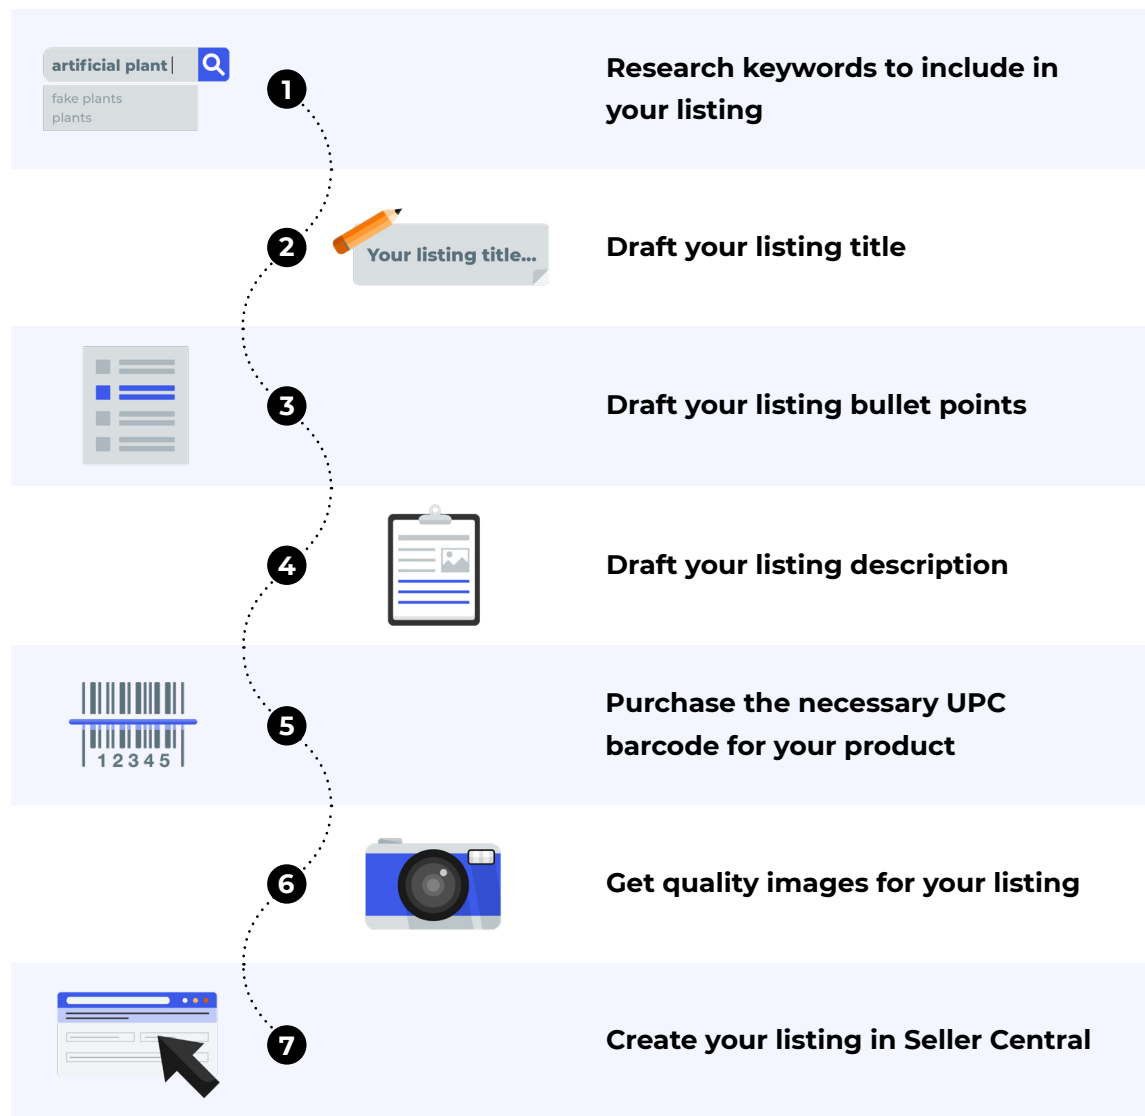 artificial plant
fake plants
plants
1
Research keywords to include in
your listing
2
Your listing title...
Draft your listing title
3
Draft your listing bullet points
4
Draft your listing description
12345
5
Purchase the necessary UPC
barcode for your product
6
Get quality images for your listing
7
Create your listing in Seller Central